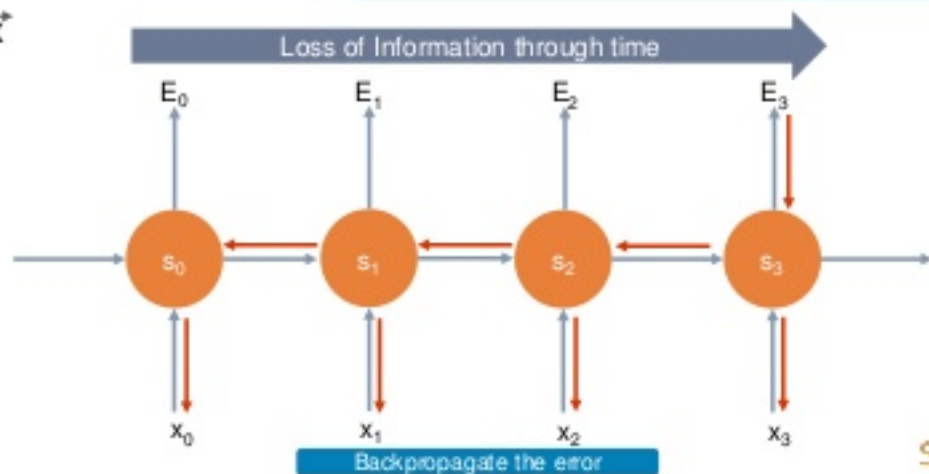 Loss of Information through time
E₀ E₁ E₂ E₃
s₀ s₁ s₂ s₃
x₀ x₁ x₂ x₃
Backpropagate the error